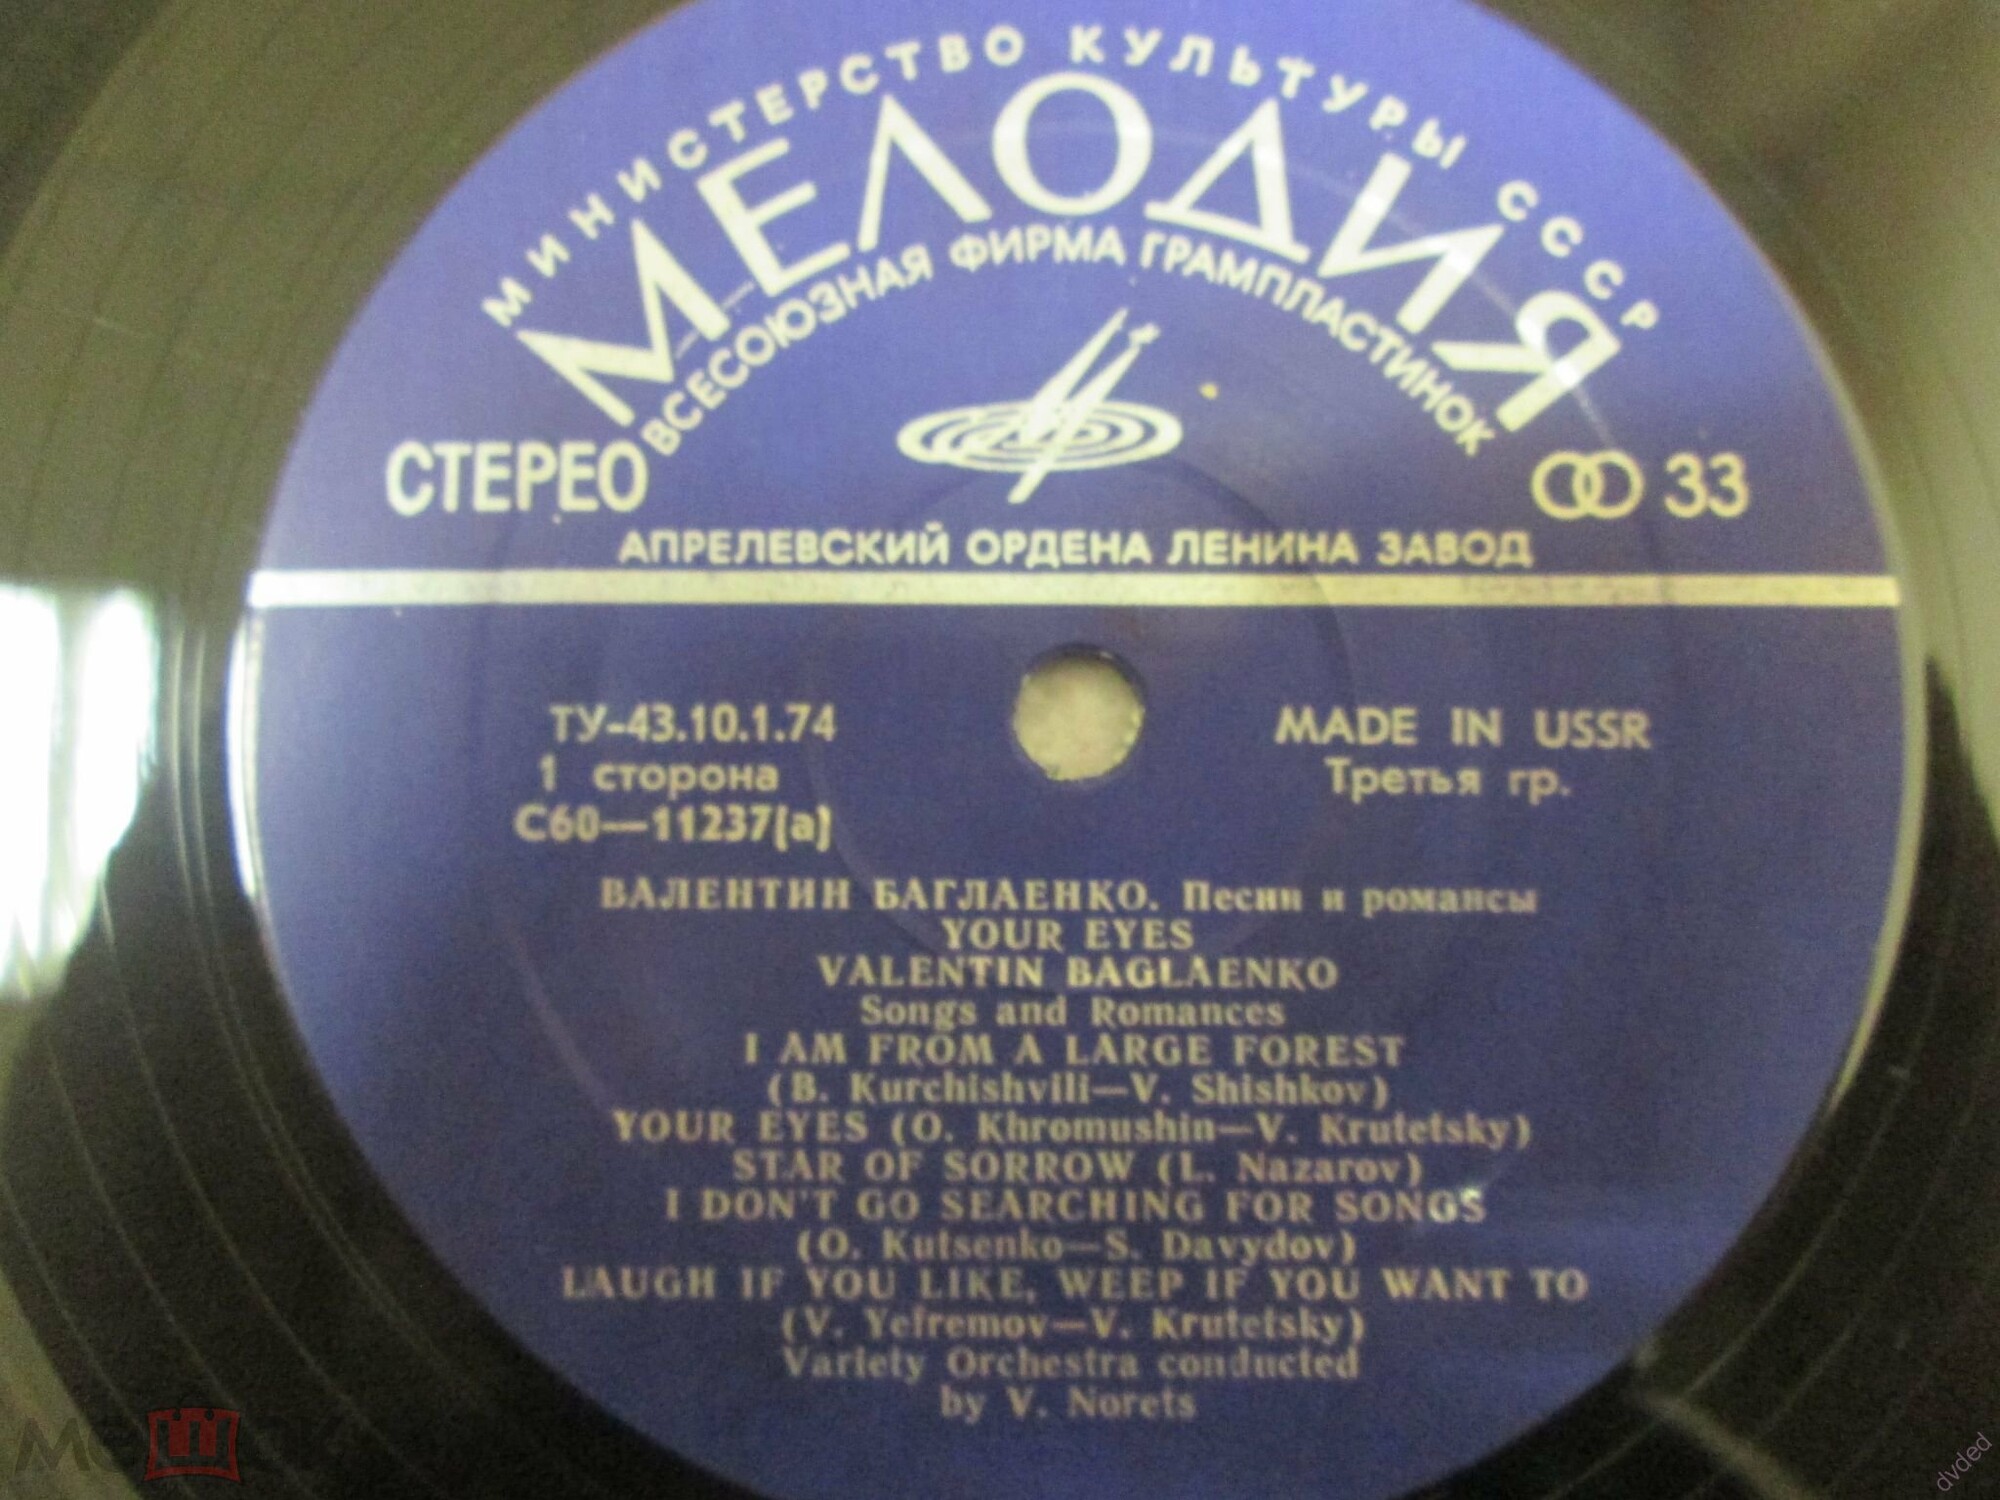 МИНИСТЕРСТВО КУЛЬТУРЫ СССР
МЕЛОДИЯ
ВСЕСОЮЗНАЯ ФИРМА ГРАМПЛАСТИНОК
СТЕРЕО
33
АПРЕЛЕВСКИЙ ОРДЕНА ЛЕНИНА ЗАВОД
ТУ-43.10.1.74
MADE IN USSR
1 сторона
Третья гр.
С60—11237(а)
ВАЛЕНТИН БАГЛАЕНКО. Песни и романсы
YOUR EYES
VALENTIN BAGLAENKO
Songs and Romances
I AM FROM A LARGE FOREST
(B. Kurchishvili—V. Shishkov)
YOUR EYES (O. Khromushin—V. Krutetsky)
STAR OF SORROW (L. Nazarov)
I DON'T GO SEARCHING FOR SONGS
(O. Kutsenko—S. Davydov)
LAUGH IF YOU LIKE, WEEP IF YOU WANT TO
(V. Yefremov—V. Krutetsky)
Variety Orchestra conducted
by V. Norets
мешок
dvded